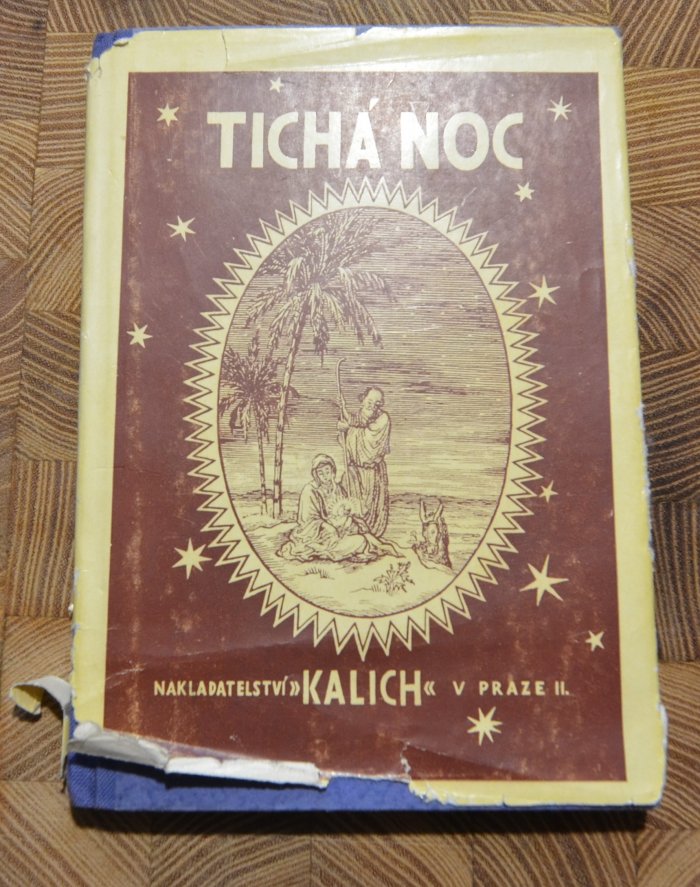 TICHÁ NOC
NAKLADATELSTVÍ »KALICH« V PRAZE II.